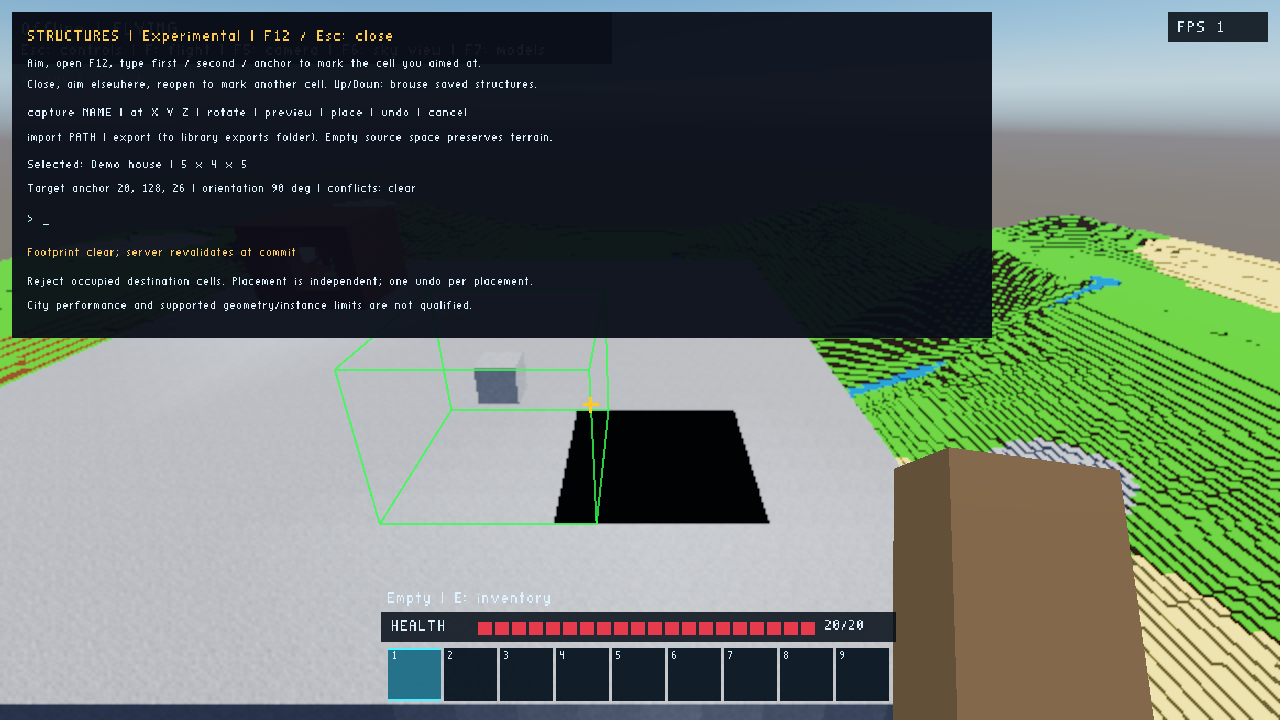 STRUCTURES | Experimental | F12 / Esc: close
FPS 1
Aim, open F12, type first / second / anchor to mark the cell you aimed at.
Close, aim elsewhere, reopen to mark another cell. Up/Down: browse saved structures.
capture NAME | at X Y Z | rotate | preview | place | undo | cancel
import PATH | export (to library exports folder). Empty source space preserves terrain.
Selected: Demo house | 5 x 4 x 5
Target anchor 20, 128, 26 | orientation 90 deg | conflicts: clear
> _
Footprint clear; server revalidates at commit
Reject occupied destination cells. Placement is independent; one undo per placement.
City performance and supported geometry/instance limits are not qualified.
Empty | E: inventory
HEALTH 20/20
1 2 3 4 5 6 7 8 9